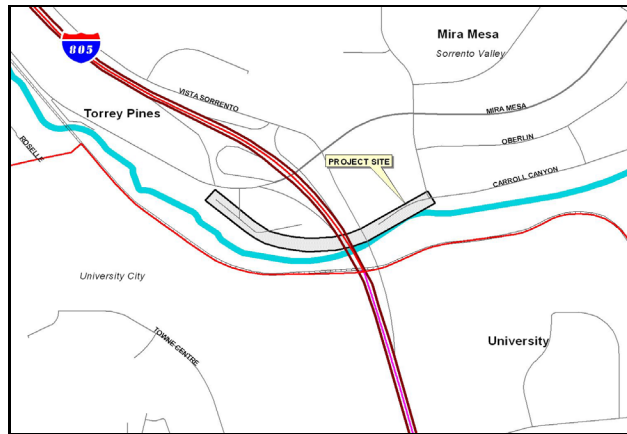 805
Mira Mesa
Sorrento Valley
VISTA SORRENTO
Torrey Pines
MIRA MESA
ROSELLE
OBERLIN
PROJECT SITE
CARROLL CANYON
University City
TOWNE CENTRE
University